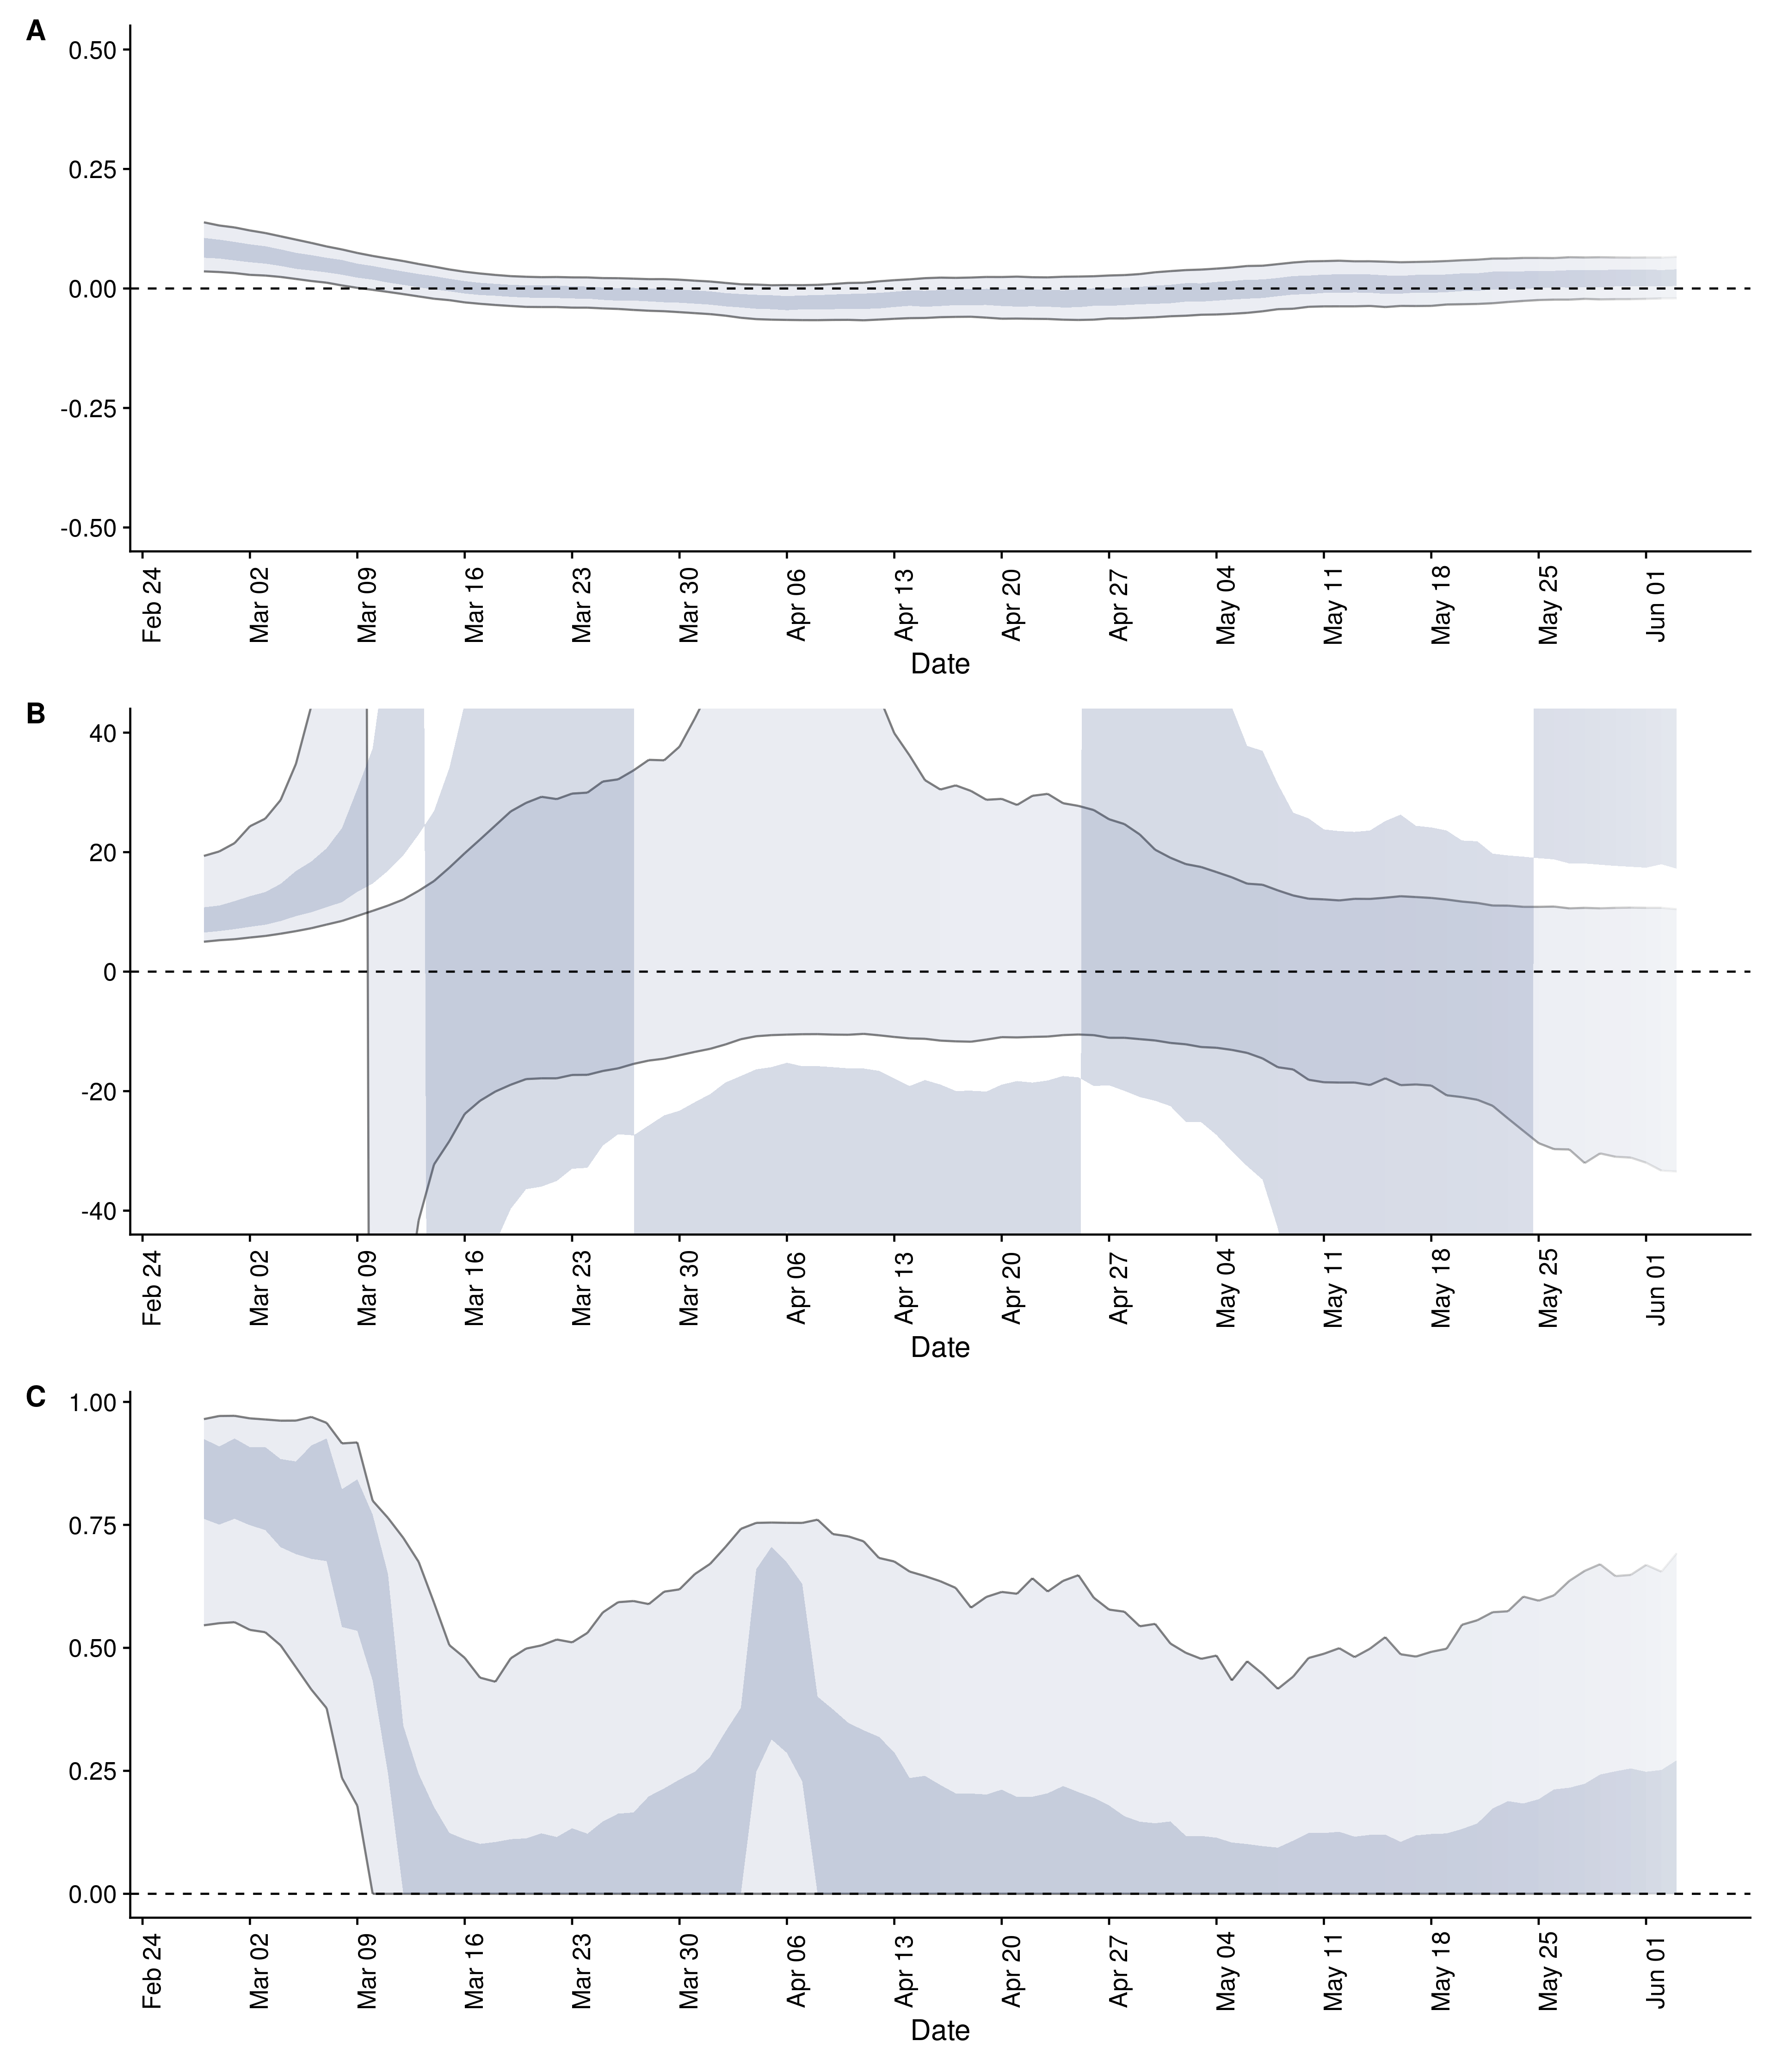 A
0.50
0.25
0.00
-0.25
-0.50
Feb 24
Mar 02
Mar 09
Mar 16
Mar 23
Mar 30
Apr 06
Apr 13
Apr 20
Apr 27
May 04
May 11
May 18
May 25
Jun 01
Date
B
40
20
0
-20
-40
Feb 24
Mar 02
Mar 09
Mar 16
Mar 23
Mar 30
Apr 06
Apr 13
Apr 20
Apr 27
May 04
May 11
May 18
May 25
Jun 01
Date
C
1.00
0.75
0.50
0.25
0.00
Feb 24
Mar 02
Mar 09
Mar 16
Mar 23
Mar 30
Apr 06
Apr 13
Apr 20
Apr 27
May 04
May 11
May 18
May 25
Jun 01
Date